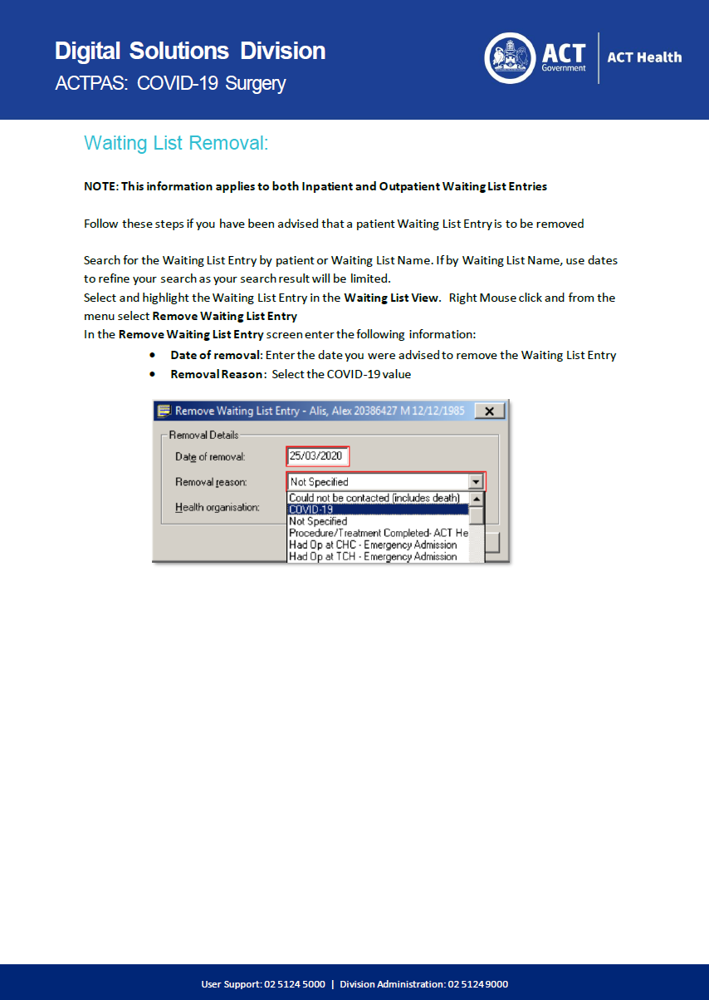 Digital Solutions Division
ACTPAS: COVID-19 Surgery
ACT
Government
ACT Health
Waiting List Removal:
NOTE: This information applies to both Inpatient and Outpatient Waiting List Entries
Follow these steps if you have been advised that a patient Waiting List Entry is to be removed
Search for the Waiting List Entry by patient or Waiting List Name. If by Waiting List Name, use dates
to refine your search as your search result will be limited.
Select and highlight the Waiting List Entry in the Waiting List View. Right Mouse click and from the
menu select Remove Waiting List Entry
In the Remove Waiting List Entry screen enter the following information:
• Date of removal: Enter the date you were advised to remove the Waiting List Entry
• Removal Reason: Select the COVID-19 value
Remove Waiting List Entry - Alis, Alex 20386427 M 12/12/1985
Removal Details
Date of removal: 25/03/2020
Removal reason: Not Specified
Could not be contacted (includes death)
Health organisation: COVID-19
Not Specified
Procedure/Treatment Completed- ACT He
Had Op at CHC - Emergency Admission
Had Op at TCH - Emergency Admission
User Support: 02 5124 5000 | Division Administration: 02 5124 9000